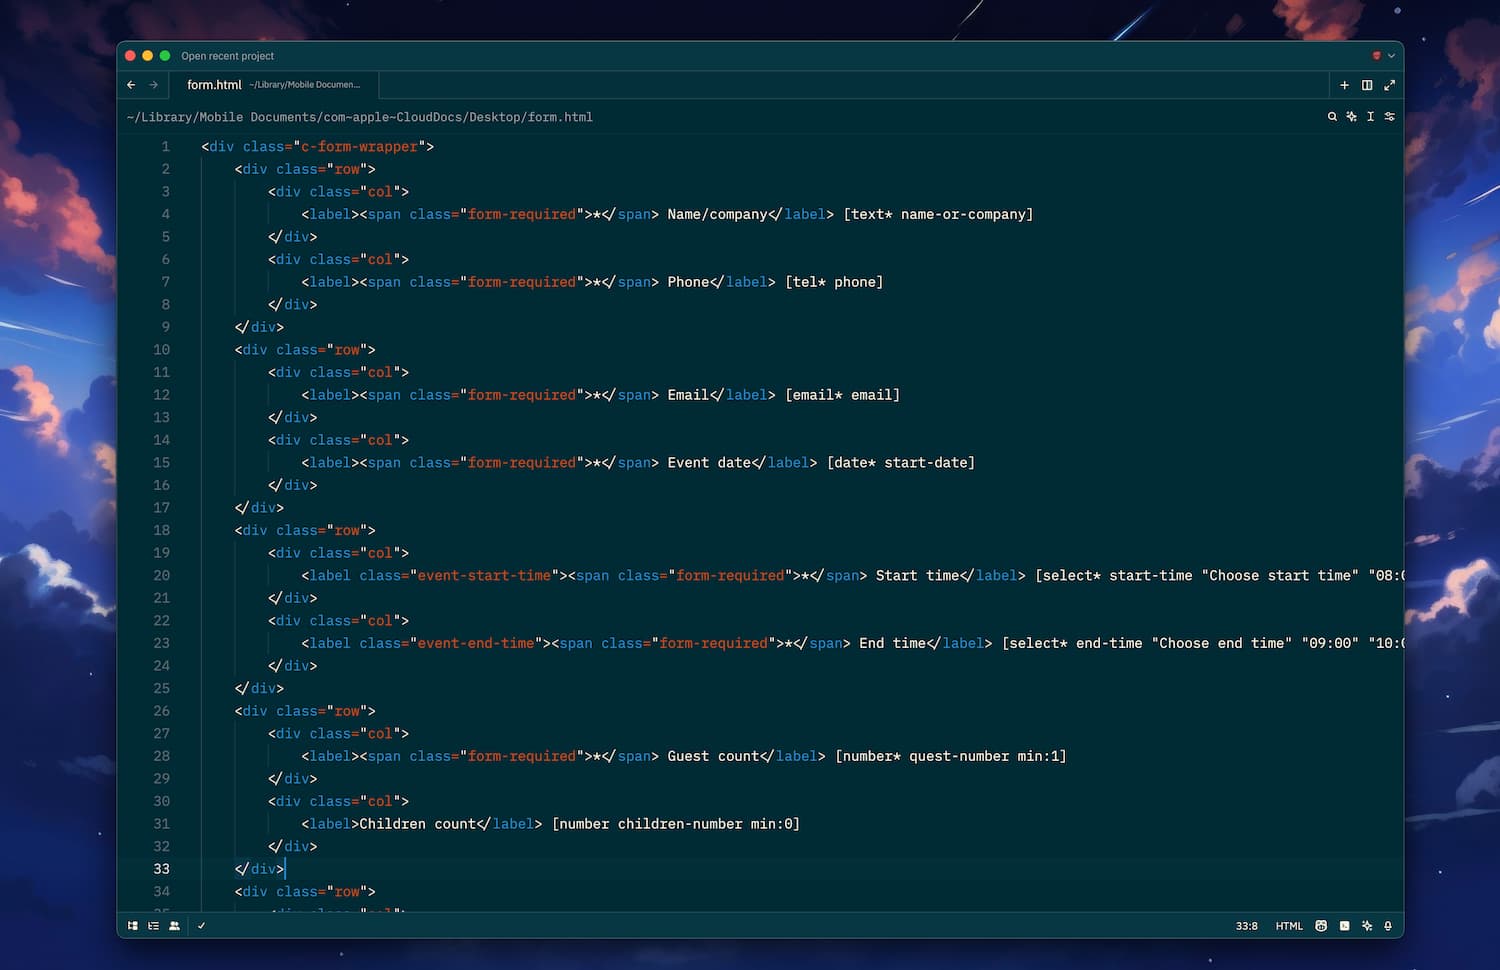 Open recent project
form.html ~/Library/Mobile Documen...
~/Library/Mobile Documents/com~apple~CloudDocs/Desktop/form.html
1 <div class="c-form-wrapper">
2 <div class="row">
3 <div class="col">
4 <label><span class="form-required">*</span> Name/company</label> [text* name-or-company]
5 </div>
6 <div class="col">
7 <label><span class="form-required">*</span> Phone</label> [tel* phone]
8 </div>
9 </div>
10 <div class="row">
11 <div class="col">
12 <label><span class="form-required">*</span> Email</label> [email* email]
13 </div>
14 <div class="col">
15 <label><span class="form-required">*</span> Event date</label> [date* start-date]
16 </div>
17 </div>
18 <div class="row">
19 <div class="col">
20 <label class="event-start-time"><span class="form-required">*</span> Start time</label> [select* start-time "Choose start time" "08:0
21 </div>
22 <div class="col">
23 <label class="event-end-time"><span class="form-required">*</span> End time</label> [select* end-time "Choose end time" "09:00" "10:0
24 </div>
25 </div>
26 <div class="row">
27 <div class="col">
28 <label><span class="form-required">*</span> Guest count</label> [number* quest-number min:1]
29 </div>
30 <div class="col">
31 <label>Children count</label> [number children-number min:0]
32 </div>
33 </div>
34 <div class="row">
35 <div class="col">
33:8 HTML